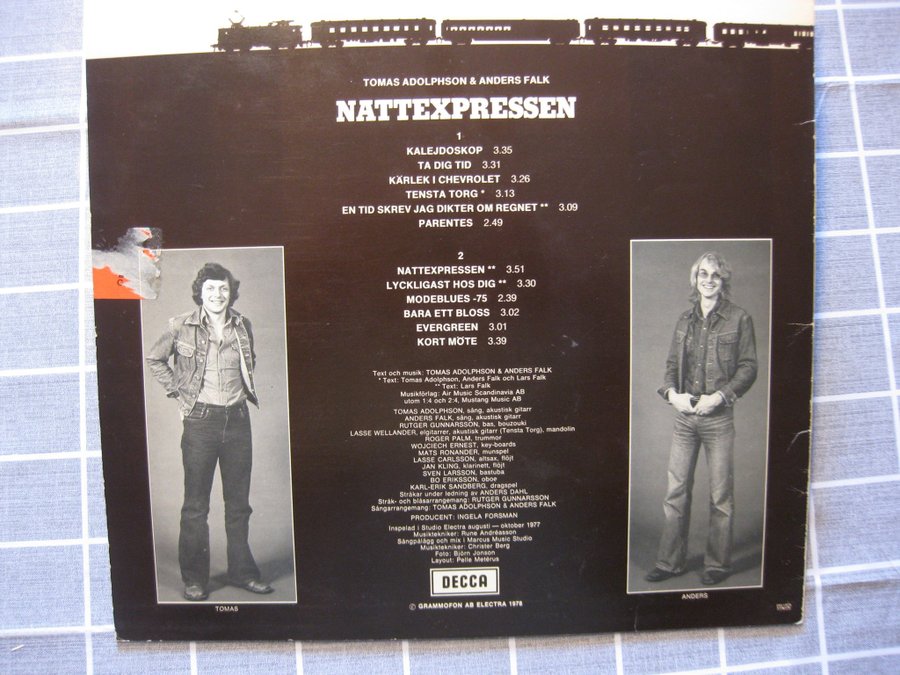 TOMAS ADOLPHSON & ANDERS FALK
NATTEXPRESSEN
1
KALEJDOSKOP 3.35
TA DIG TID 3.31
KÄRLEK I CHEVROLET 3.26
TENSTA TORG * 3.13
EN TID SKREV JAG DIKTER OM REGNET ** 3.09
PARENTES 2.49
2
NATTEXPRESSEN ** 3.51
LYCKLIGAST HOS DIG ** 3.30
MODEBLUES -75 2.39
BARA ETT BLOSS 3.02
EVERGREEN 3.01
KORT MÖTE 3.39
Text och musik: TOMAS ADOLPHSON & ANDERS FALK
* Text: Tomas Adolphson, Anders Falk och Lars Falk
** Text: Lars Falk
Musikförlag: Air Music Scandinavia AB
utom 1:4 och 2:4, Mustang Music AB
TOMAS ADOLPHSON, sång, akustisk gitarr
ANDERS FALK, sång, akustisk gitarr
RUTGER GUNNARSSON, bas, bouzouki
LASSE WELLANDER, elgitarrer, akustisk gitarr (Tensta Torg), mandolin
ROGER PALM, trummor
WOJCIECH ERNEST, key-boards
MATS RONANDER, munspel
LASSE CARLSSON, altsax, flöjt
JAN KLING, klarinett, flöjt
SVEN LARSSON, bastuba
BO ERIKSSON, oboe
KARL-ERIK SANDBERG, dragspel
Stråkar under ledning av ANDERS DAHL
Stråk- och blåsarrangemang: RUTGER GUNNARSSON
Sångarrangemang: TOMAS ADOLPHSON & ANDERS FALK
PRODUCENT: INGELA FORSMAN
Inspelad i Studio Electra augusti — oktober 1977
Musiktekniker: Rune Andréasson
Sångpålägg och mix i Marcus Music Studio
Musiktekniker: Christer Berg
Foto: Björn Jonson
Layout: Pelle Metérus
DECCA
© GRAMMOFON AB ELECTRA 1978
TOMAS
ANDERS